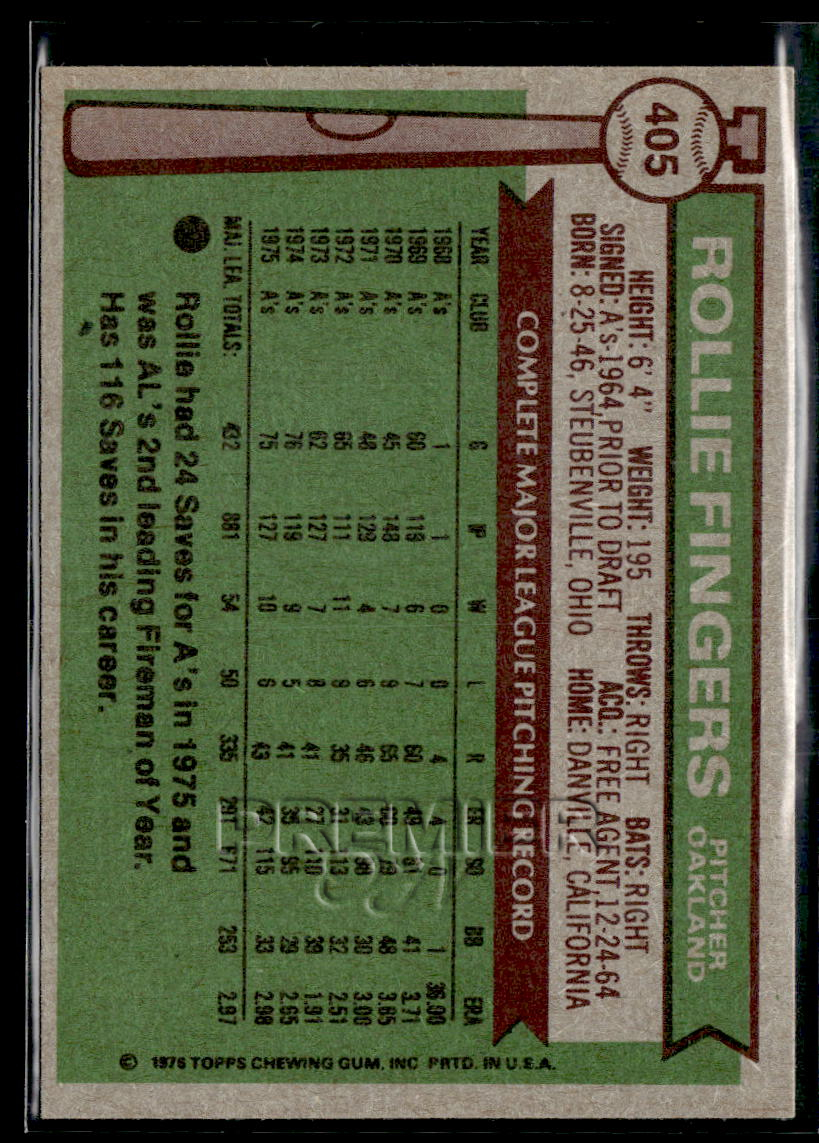 405
ROLLIE FINGERS
PITCHER
OAKLAND
HEIGHT: 6' 4" WEIGHT: 195 THROWS: RIGHT BATS: RIGHT
SIGNED: A's-1964, PRIOR TO DRAFT ACQ.: FREE AGENT, 12-24-64
BORN: 8-25-46, STEUBENVILLE, OHIO HOME: DANVILLE, CALIFORNIA
COMPLETE MAJOR LEAGUE PITCHING RECORD
YEAR CLUB G IP W L R ER SO BB ERA
1968 A's 1 1 0 0 4 4 0 1 36.00
1969 A's 60 119 6 7 60 49 61 41 3.71
1970 A's 45 148 7 9 65 60 79 48 3.65
1971 A's 48 129 4 6 46 43 98 30 3.00
1972 A's 65 111 11 9 35 31 113 32 2.51
1973 A's 62 127 7 8 41 27 110 39 1.91
1974 A's 76 119 9 5 41 35 95 29 2.65
1975 A's 75 127 10 6 43 42 115 33 2.98
MAJ. LEA. TOTALS: 432 881 54 50 335 291 671 253 2.97
Rollie had 24 Saves for A's in 1975 and
was AL's 2nd leading Fireman of Year.
Has 116 Saves in his career.
© 1976 TOPPS CHEWING GUM, INC PRTD. IN U.S.A.